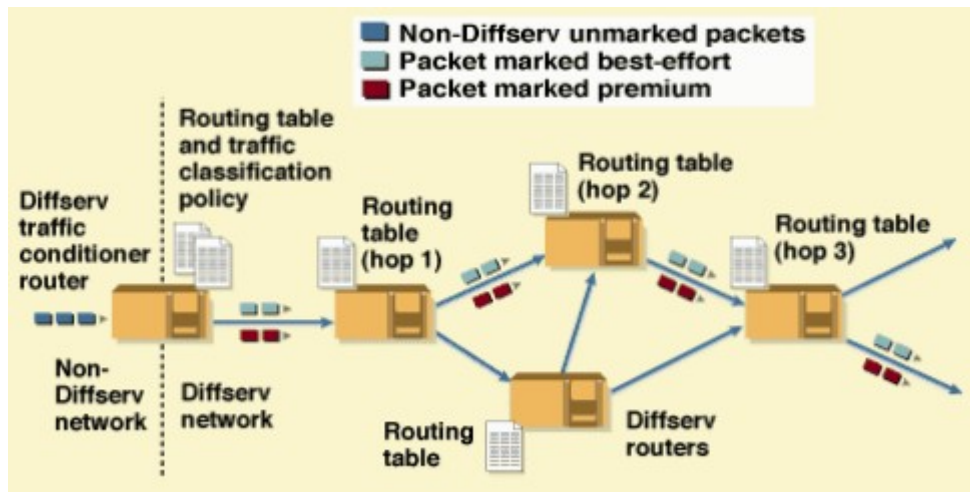 Non-Diffserv unmarked packets
Packet marked best-effort
Packet marked premium
Routing table
and traffic
classification
policy
Diffserv
traffic
conditioner
router
Routing
table
(hop 1)
Routing table
(hop 2)
Routing table
(hop 3)
Non-
Diffserv
network
Diffserv
network
Routing
table
Diffserv
routers